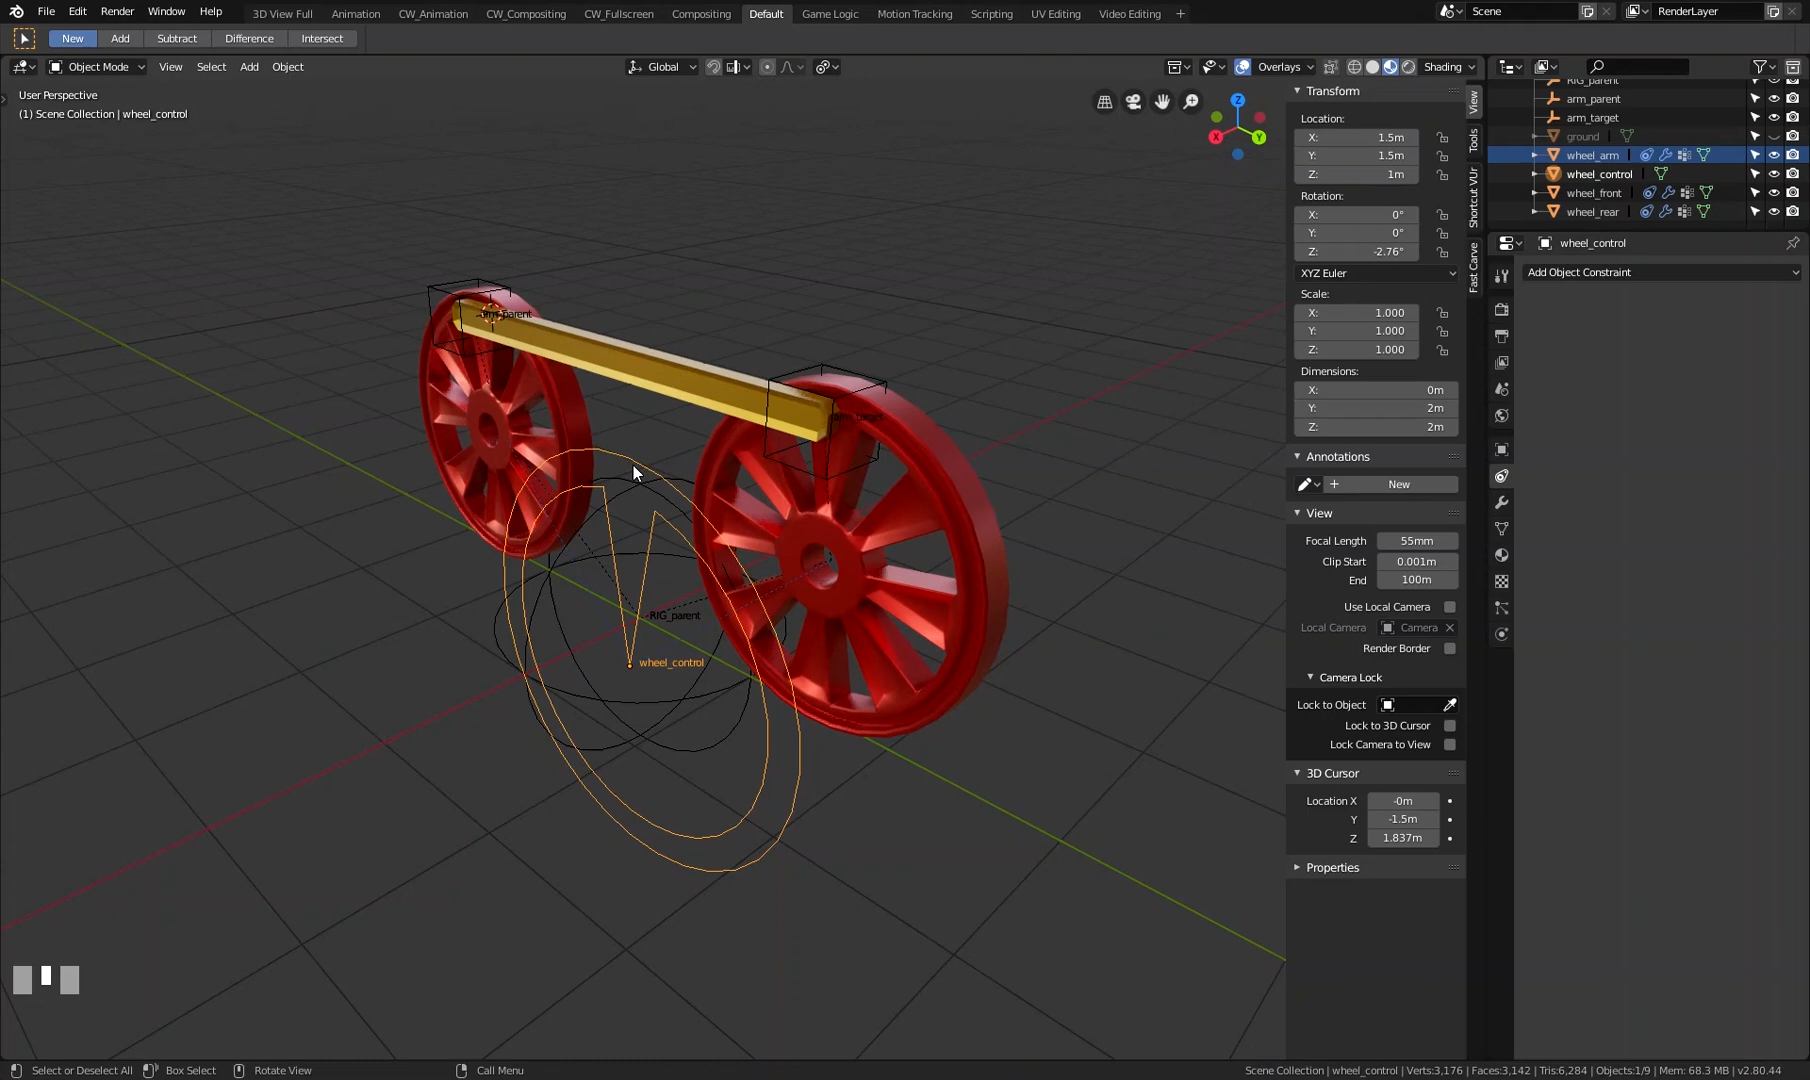 File Edit Render Window Help 3D View Full Animation CW_Animation CW_Compositing CW_Fullscreen Compositing Default Game Logic Motion Tracking Scripting UV Editing Video Editing + Scene RenderLayer
New Add Subtract Difference Intersect
Object Mode View Select Add Object Global Overlays Shading
User Perspective
(1) Scene Collection | wheel_control
Z
X
Y
arm_parent
RIG_parent
wheel_control
Transform
Location:
X: 1.5m
Y: 1.5m
Z: 1m
Rotation:
X: 0°
Y: 0°
Z: -2.76°
XYZ Euler
Scale:
X: 1.000
Y: 1.000
Z: 1.000
Dimensions:
X: 0m
Y: 2m
Z: 2m
Annotations
+ New
View
Focal Length 55mm
Clip Start 0.001m
End 100m
Use Local Camera
Local Camera Camera
Render Border
Camera Lock
Lock to Object
Lock to 3D Cursor
Lock Camera to View
3D Cursor
Location X -0m
Y -1.5m
Z 1.837m
Properties
View
Tools
Shortcut VUr
Fast Carve
RIG_parent
arm_parent
arm_target
ground
wheel_arm
wheel_control
wheel_front
wheel_rear
wheel_control
Add Object Constraint
Select or Deselect All Box Select Rotate View Call Menu Scene Collection | wheel_control | Verts:3,176 | Faces:3,142 | Tris:6,284 | Objects:1/9 | Mem: 68.3 MB | v2.80.44